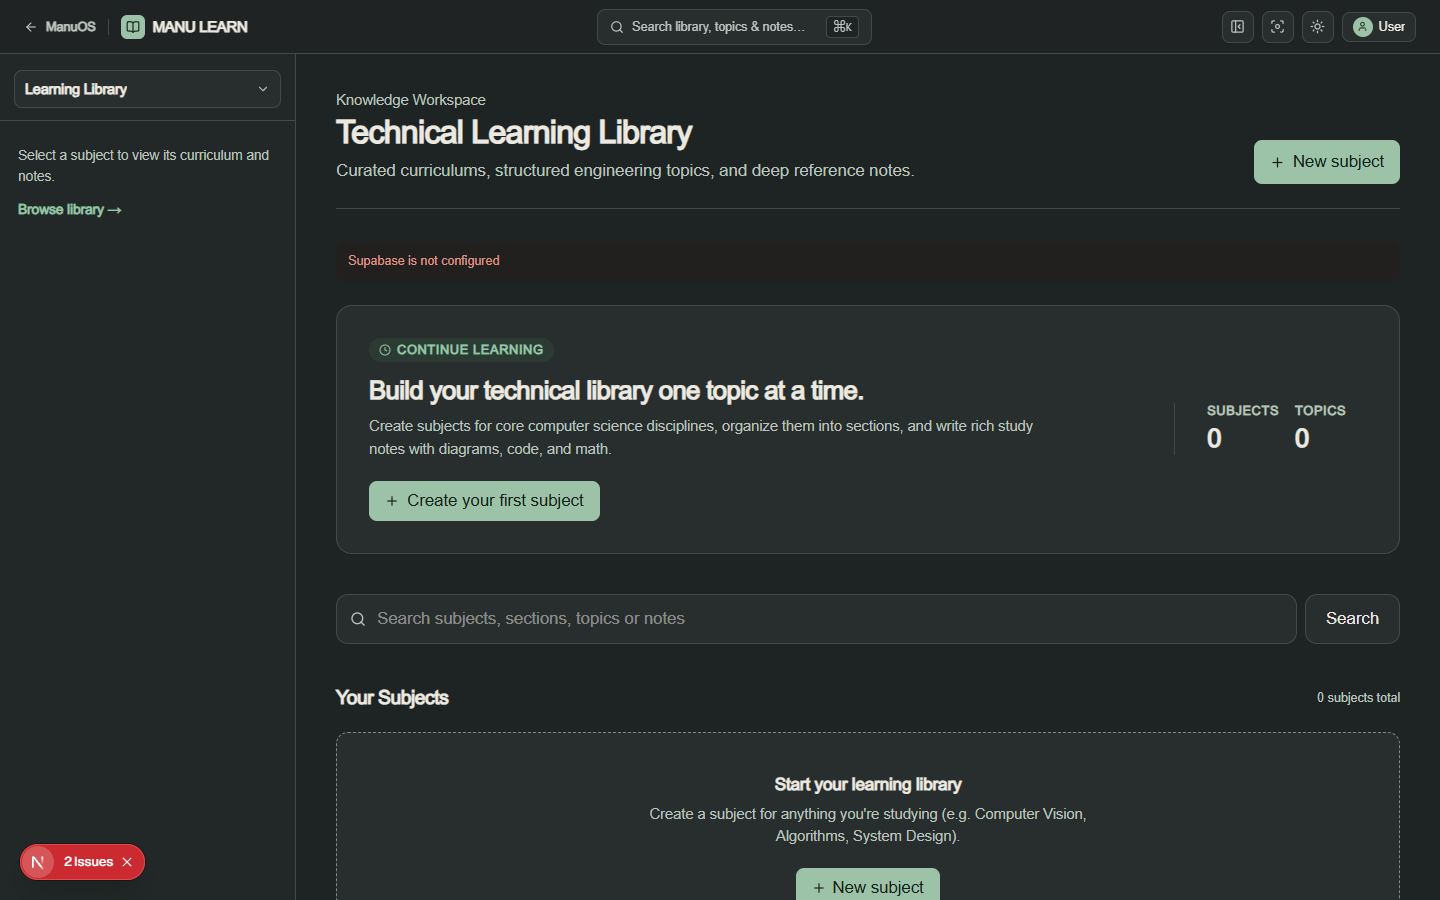 ← ManuOS
MANU LEARN
Search library, topics & notes...
⌘K
User
Learning Library
Select a subject to view its curriculum and
notes.
Browse library →
Knowledge Workspace
Technical Learning Library
Curated curriculums, structured engineering topics, and deep reference notes.
+ New subject
Supabase is not configured
CONTINUE LEARNING
Build your technical library one topic at a time.
Create subjects for core computer science disciplines, organize them into sections, and write rich study
notes with diagrams, code, and math.
+ Create your first subject
SUBJECTS TOPICS
0 0
Search subjects, sections, topics or notes
Search
Your Subjects
0 subjects total
Start your learning library
Create a subject for anything you're studying (e.g. Computer Vision,
Algorithms, System Design).
+ New subject
N 2 Issues ×